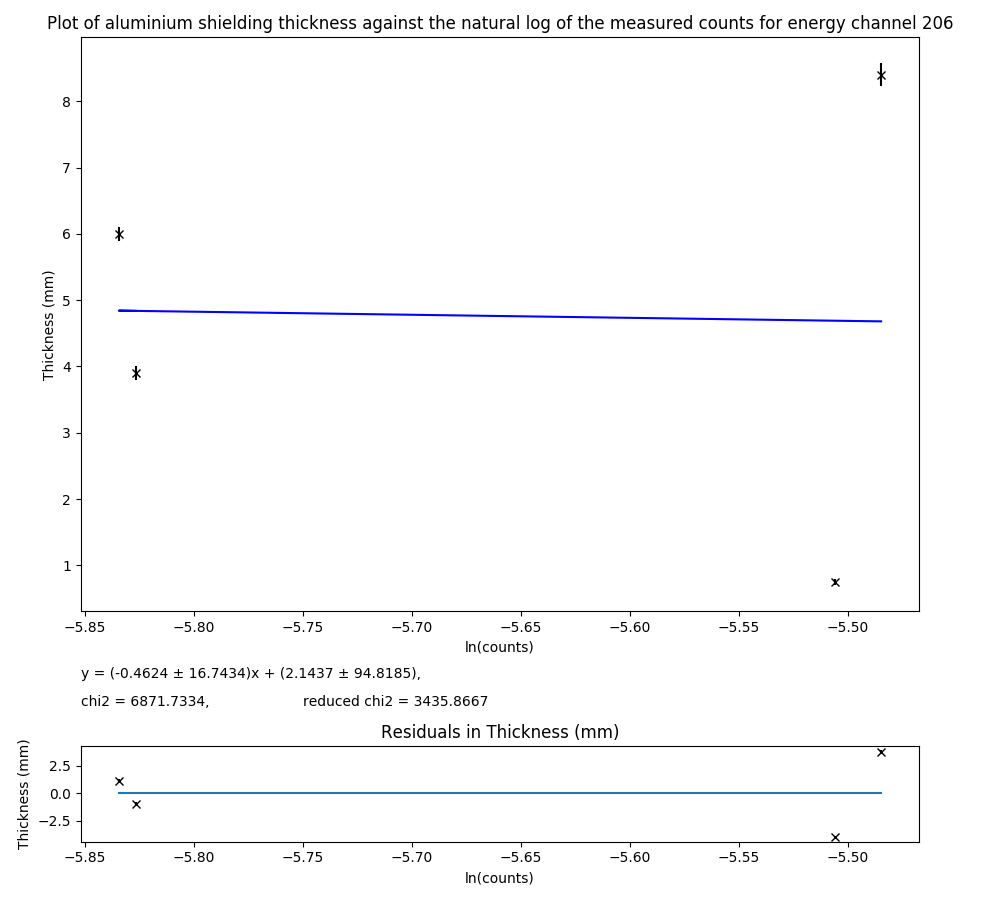 Plot of aluminium shielding thickness against the natural log of the measured counts for energy channel 206
Thickness (mm)
8
7
6
5
4
3
2
1
−5.85 −5.80 −5.75 −5.70 −5.65 −5.60 −5.55 −5.50
ln(counts)
y = (-0.4624 ± 16.7434)x + (2.1437 ± 94.8185),
chi2 = 6871.7334, reduced chi2 = 3435.8667
Residuals in Thickness (mm)
Thickness (mm)
2.5
0.0
−2.5
−5.85 −5.80 −5.75 −5.70 −5.65 −5.60 −5.55 −5.50
ln(counts)